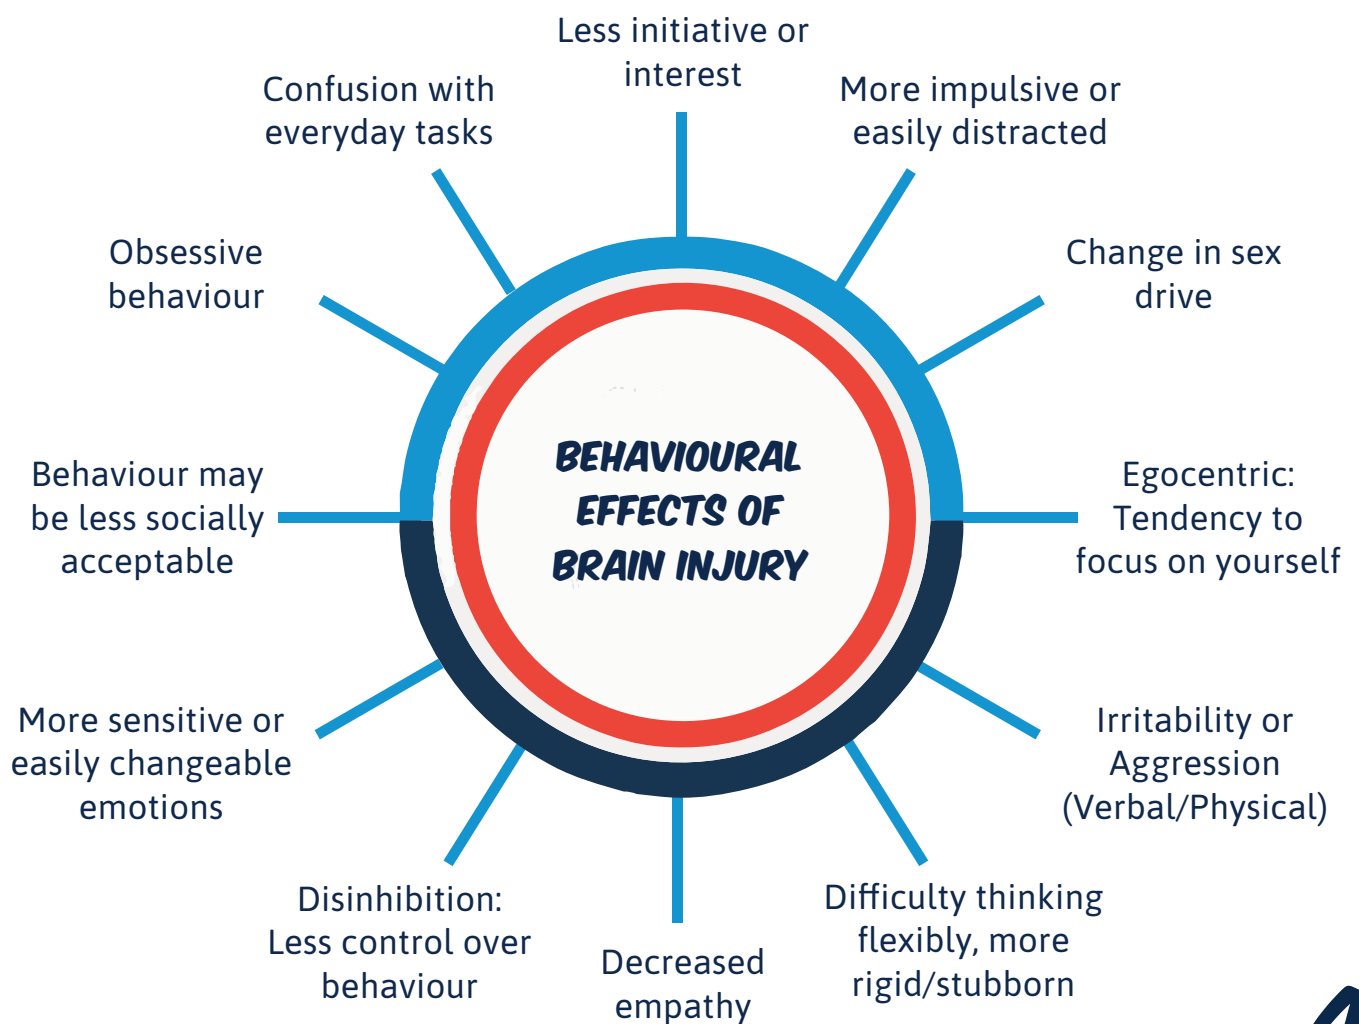 Less initiative or
interest
More impulsive or
easily distracted
Change in sex
drive
Egocentric:
Tendency to
focus on yourself
Irritability or
Aggression
(Verbal/Physical)
Difficulty thinking
flexibly, more
rigid/stubborn
Decreased
empathy
Disinhibition:
Less control over
behaviour
More sensitive or
easily changeable
emotions
Behaviour may
be less socially
acceptable
Obsessive
behaviour
Confusion with
everyday tasks
BEHAVIOURAL
EFFECTS OF
BRAIN INJURY